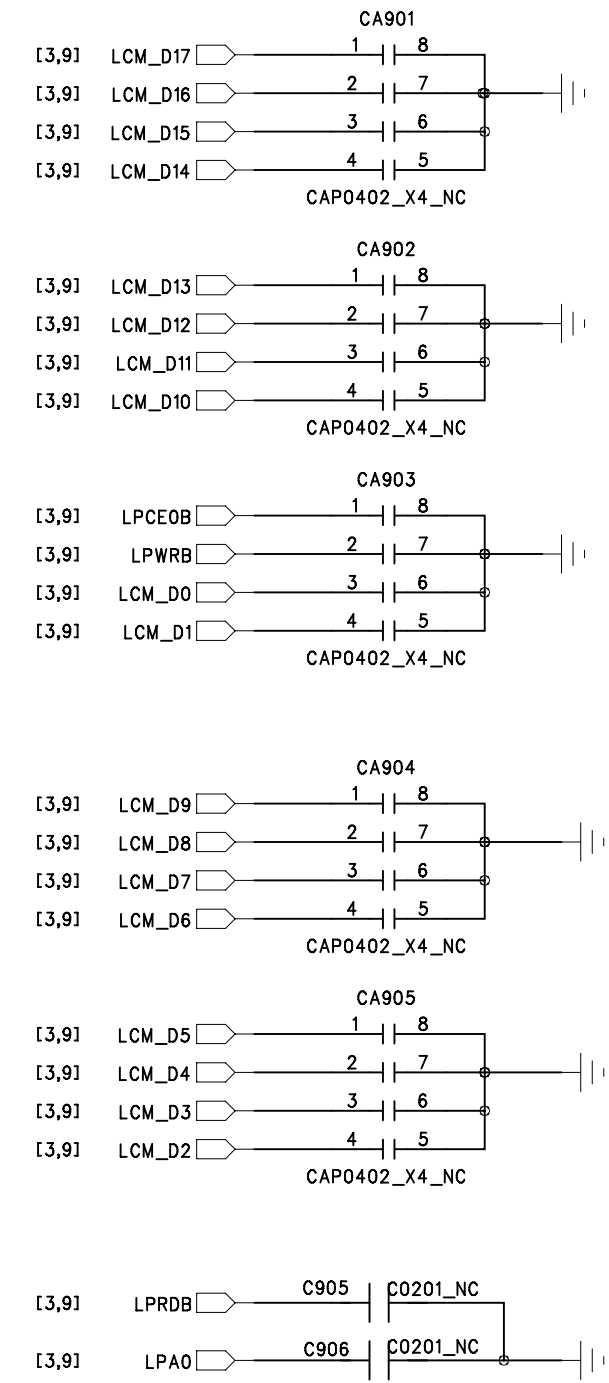 CA901
[3,9] LCM_D17 1 8
[3,9] LCM_D16 2 7
[3,9] LCM_D15 3 6
[3,9] LCM_D14 4 5
CAP0402_X4_NC
CA902
[3,9] LCM_D13 1 8
[3,9] LCM_D12 2 7
[3,9] LCM_D11 3 6
[3,9] LCM_D10 4 5
CAP0402_X4_NC
CA903
[3,9] LPCE0B 1 8
[3,9] LPWRB 2 7
[3,9] LCM_D0 3 6
[3,9] LCM_D1 4 5
CAP0402_X4_NC
CA904
[3,9] LCM_D9 1 8
[3,9] LCM_D8 2 7
[3,9] LCM_D7 3 6
[3,9] LCM_D6 4 5
CAP0402_X4_NC
CA905
[3,9] LCM_D5 1 8
[3,9] LCM_D4 2 7
[3,9] LCM_D3 3 6
[3,9] LCM_D2 4 5
CAP0402_X4_NC
[3,9] LPRDB C905 C0201_NC
[3,9] LPA0 C906 C0201_NC